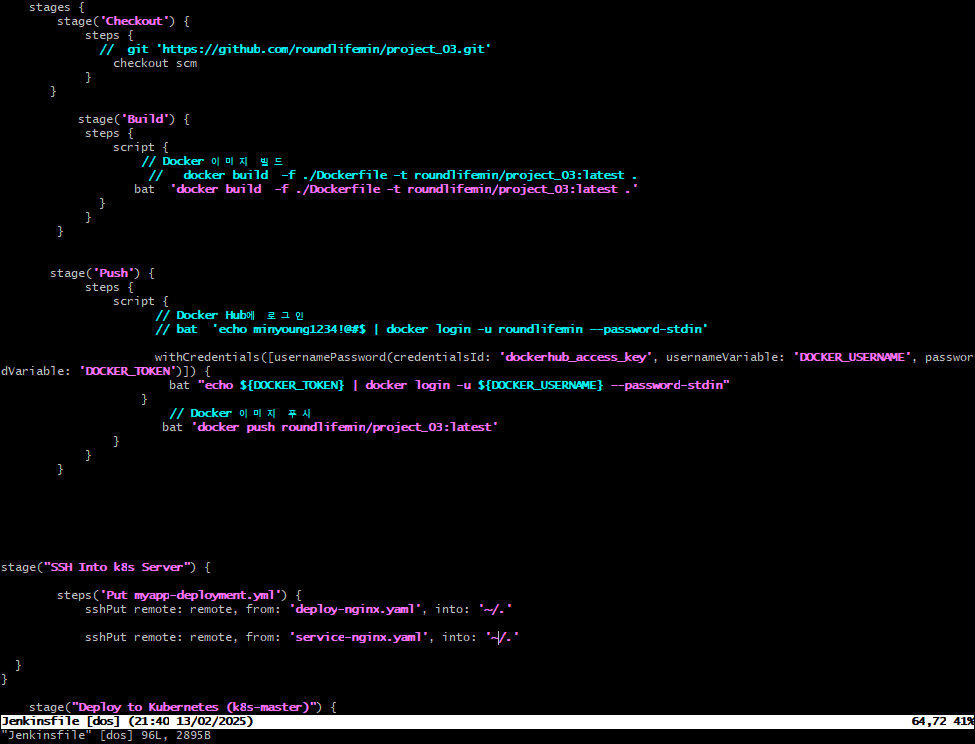 stages {
stage('Checkout') {
steps {
//  git 'https://github.com/roundlifemin/project_03.git'
checkout scm
}
}
stage('Build') {
steps {
script {
// Docker 이미지 빌드
//   docker build  -f ./Dockerfile -t roundlifemin/project_03:latest .
bat  'docker build  -f ./Dockerfile -t roundlifemin/project_03:latest .'
}
}
}
stage('Push') {
steps {
script {
// Docker Hub에 로그인
// bat  'echo minyoung1234!@#$ | docker login -u roundlifemin --password-stdin'
withCredentials([usernamePassword(credentialsId: 'dockerhub_access_key', usernameVariable: 'DOCKER_USERNAME', passwor
dVariable: 'DOCKER_TOKEN')]) {
bat "echo ${DOCKER_TOKEN} | docker login -u ${DOCKER_USERNAME} --password-stdin"
}
// Docker 이미지 푸시
bat 'docker push roundlifemin/project_03:latest'
}
}
}
stage("SSH Into k8s Server") {
steps('Put myapp-deployment.yml') {
sshPut remote: remote, from: 'deploy-nginx.yaml', into: '~/.'
sshPut remote: remote, from: 'service-nginx.yaml', into: '~/.'
}
}
stage("Deploy to Kubernetes (k8s-master)") {
Jenkinsfile [dos] (21:40 13/02/2025) 64,72 41%
"Jenkinsfile" [dos] 96L, 2895B